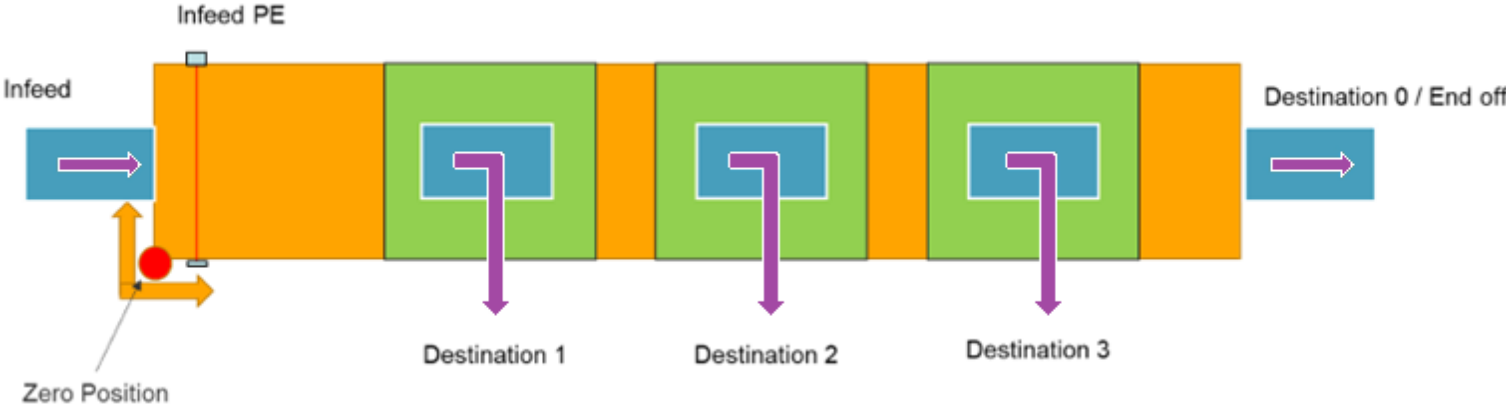 Infeed PE
Infeed
Destination 0 / End off
Destination 1
Destination 2
Destination 3
Zero Position